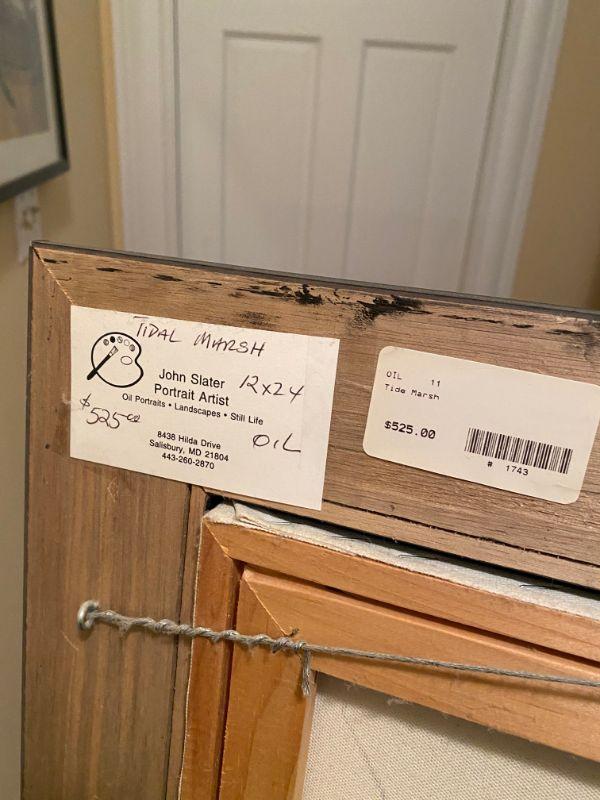 TIDAL MARSH
John Slater 12x24
Portrait Artist
Oil Portraits • Landscapes • Still Life
$525.00
8438 Hilda Drive
Salisbury, MD 21804
443-260-2870
OIL
OIL 11
Tide Marsh
$525.00
# 1743